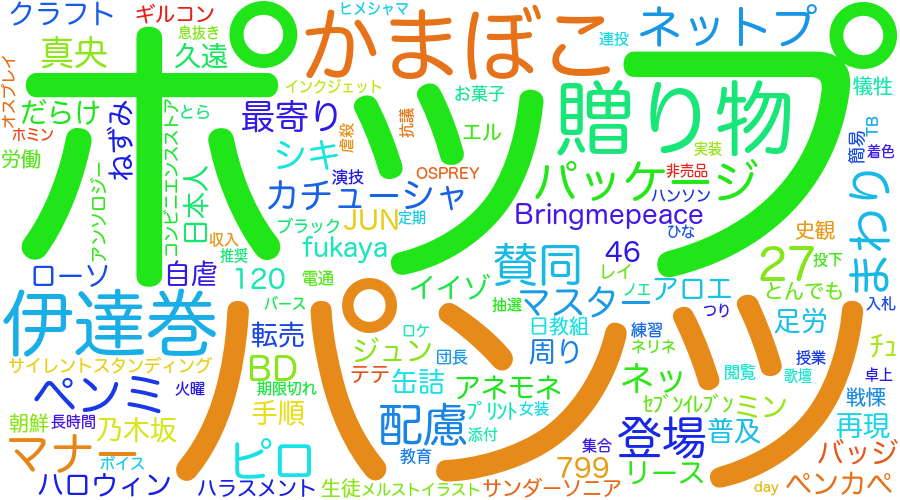 クラフト
ギルコン
ヒメシャマ
ネットプ
かまぼこ
真央
息抜き
久遠
連投
オスプレイ
ポップ
犠牲
だらけ
ねずみ
とら
最寄り
インクジェット
お菓子
贈り物
TB
簡易
着色
ホミン
労働
虐殺
抗議
エル
実装
シキ
演技
OSPREY
パッケージ
非売品
アンソロジー
コンビニエンスストア
日本人
カチューシャ
ハンソン
まわり
ブラック
JUN
定期
Bringmepeace
ひな
史観
収入
推奨
fukaya
46
27
投下
ローソ
自虐
120
電通
イイゾ
賛同
レイ
ノエ
アロエ
とんでも
伊達巻
バース
抽選
マスター
つり
入札
転売
パンツ
ロケ
日教組
練習
足労
サイレントスタンディング
BD
ジュン
団長
周り
ネリネ
授業
チュ
ペンミ
火曜
期限切れ
テテ
缶詰
アネモネ
ネッ
閲覧
歌壇
卓上
朝鮮
長時間
乃木坂
手順
配慮
プリント
女装
セブンイレブン
ミン
戦慄
マナー
添付
登場
普及
再現
ボイス
ピロ
教育
集合
799
リース
バッジ
ハロウィン
ハラスメント
生徒
メルストイラスト
サンダーソニア
day
ペンカペ